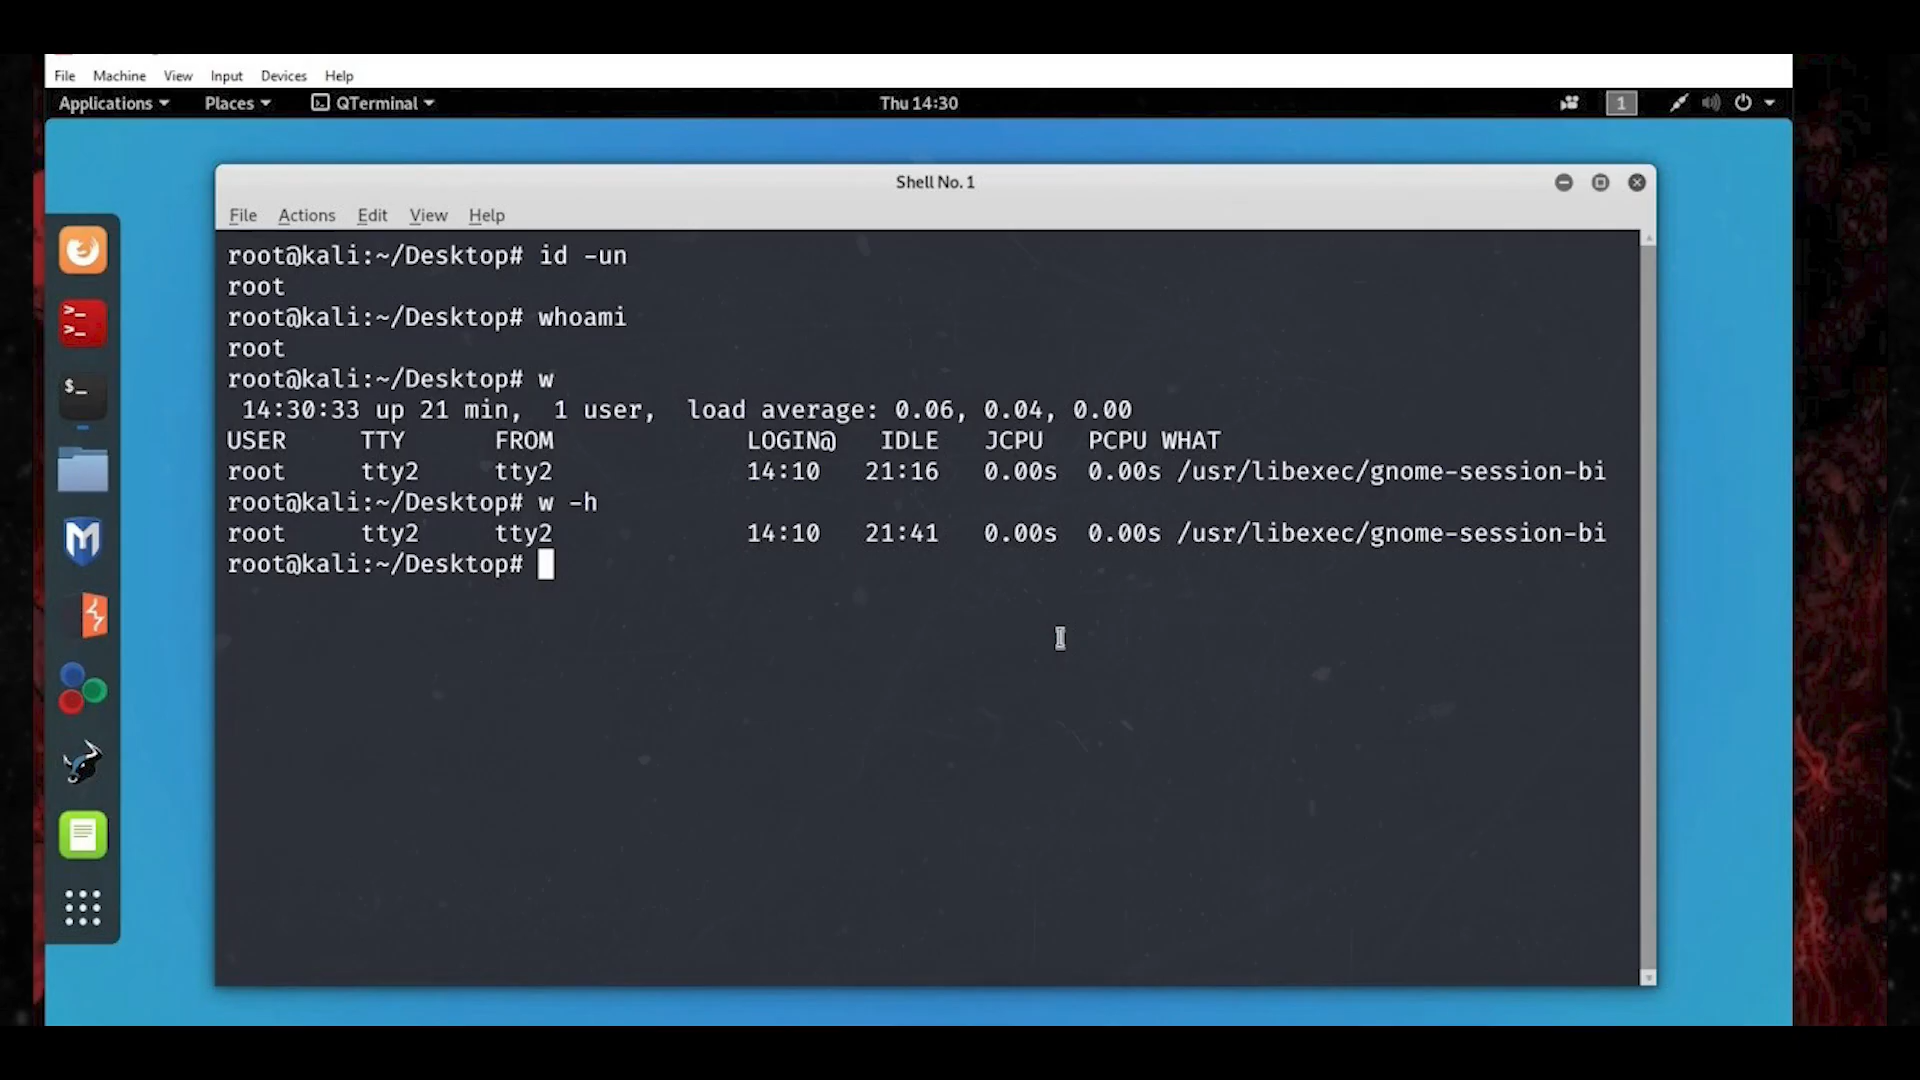 File Machine View Input Devices Help
Applications Places QTerminal Thu 14:30 1
Shell No. 1
File Actions Edit View Help
root@kali:~/Desktop# id -un
root
root@kali:~/Desktop# whoami
root
root@kali:~/Desktop# w
14:30:33 up 21 min, 1 user, load average: 0.06, 0.04, 0.00
USER TTY FROM LOGIN@ IDLE JCPU PCPU WHAT
root tty2 tty2 14:10 21:16 0.00s 0.00s /usr/libexec/gnome-session-bi
root@kali:~/Desktop# w -h
root tty2 tty2 14:10 21:41 0.00s 0.00s /usr/libexec/gnome-session-bi
root@kali:~/Desktop#
>_
>_
$_
M